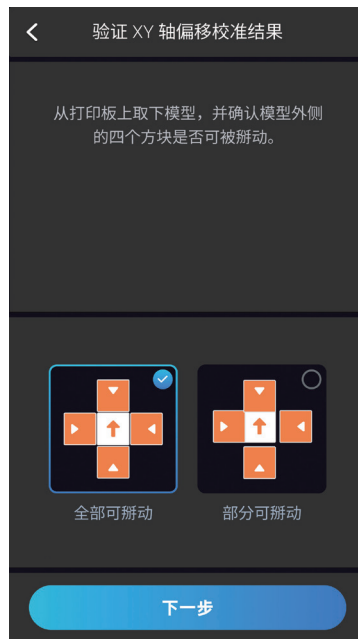 验证 XY 轴偏移校准结果
从打印板上取下模型，并确认模型外侧
的四个方块是否可被掰动。
全部可掰动
部分可掰动
下一步